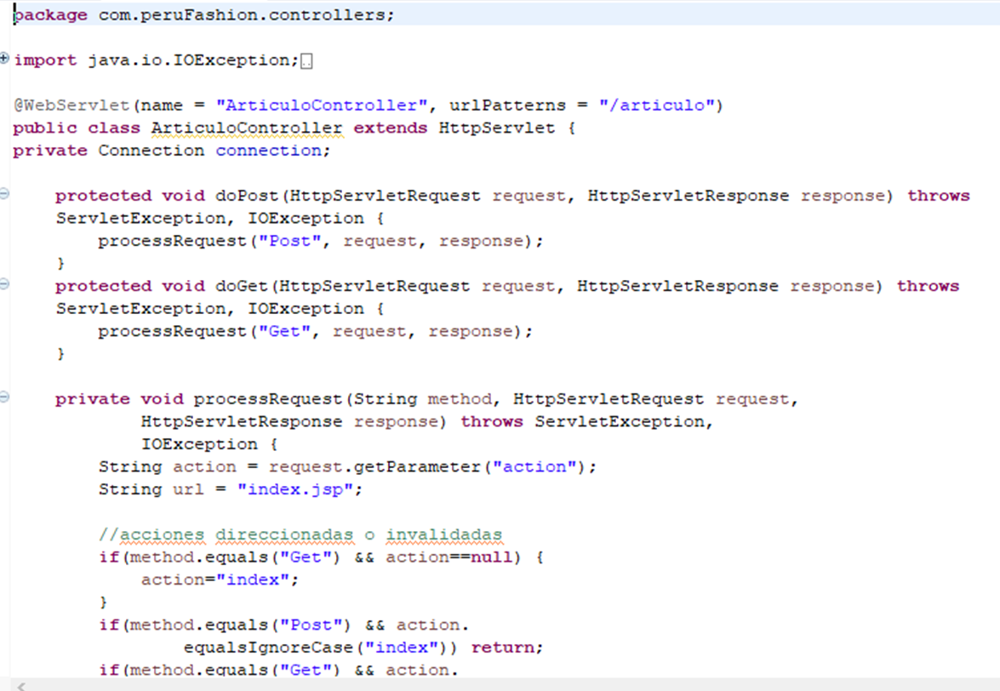 package com.peruFashion.controllers;
import java.io.IOException;
@WebServlet(name = "ArticuloController", urlPatterns = "/articulo")
public class ArticuloController extends HttpServlet {
private Connection connection;
protected void doPost(HttpServletRequest request, HttpServletResponse response) throws
ServletException, IOException {
processRequest("Post", request, response);
}
protected void doGet(HttpServletRequest request, HttpServletResponse response) throws
ServletException, IOException {
processRequest("Get", request, response);
}
private void processRequest(String method, HttpServletRequest request,
HttpServletResponse response) throws ServletException,
IOException {
String action = request.getParameter("action");
String url = "index.jsp";
//acciones direccionadas o invalidadas
if(method.equals("Get") && action==null) {
action="index";
}
if(method.equals("Post") && action.
equalsIgnoreCase("index")) return;
if(method.equals("Get") && action.